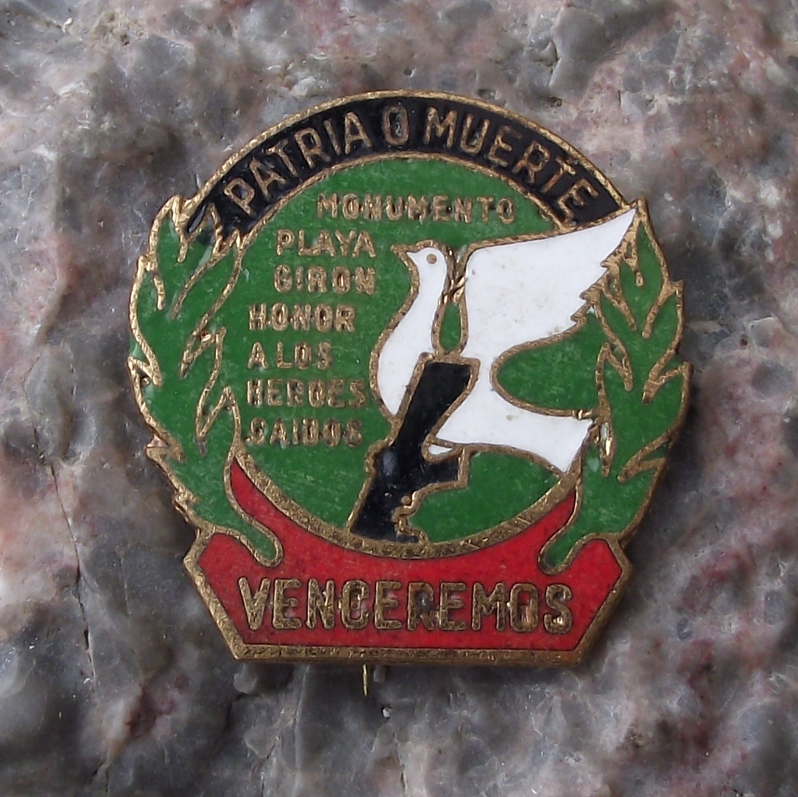 PATRIA O MUERTE
MONUMENTO
PLAYA
GIRON
HONOR
A LOS
HEROES
CAIDOS
VENCEREMOS